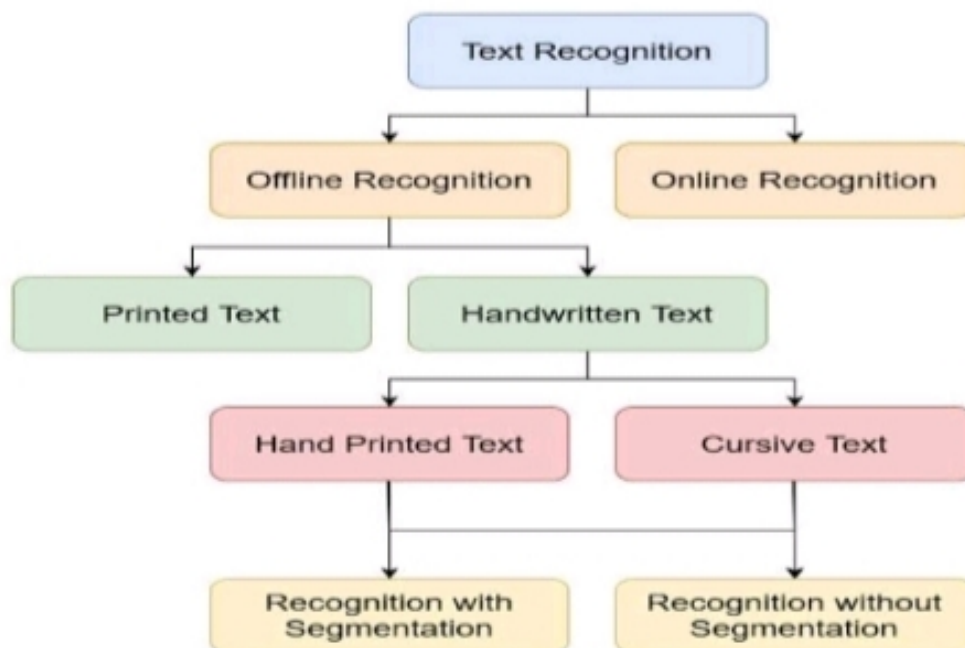 Text Recognition
Offline Recognition
Online Recognition
Printed Text
Handwritten Text
Hand Printed Text
Cursive Text
Recognition with
Segmentation
Recognition without
Segmentation